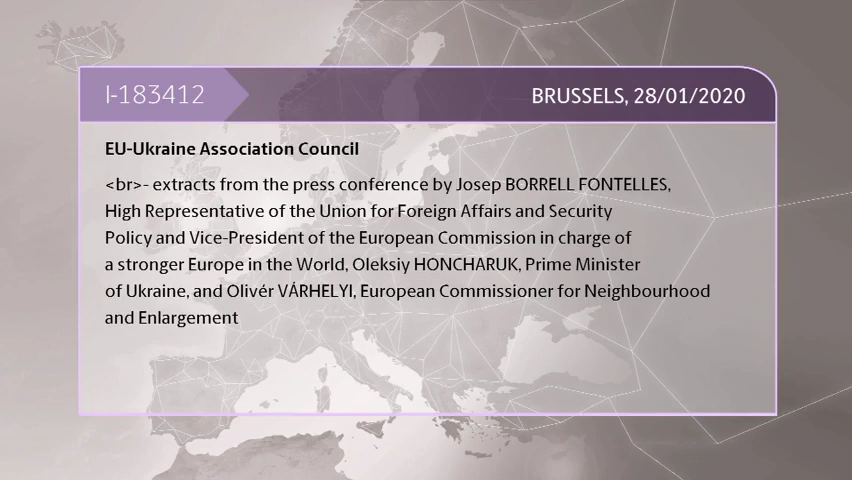 I-183412
BRUSSELS, 28/01/2020
EU-Ukraine Association Council
<br>- extracts from the press conference by Josep BORRELL FONTELLES,
High Representative of the Union for Foreign Affairs and Security
Policy and Vice-President of the European Commission in charge of
a stronger Europe in the World, Oleksiy HONCHARUK, Prime Minister
of Ukraine, and Olivér VÁRHELYI, European Commissioner for Neighbourhood
and Enlargement